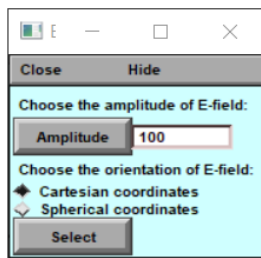 E
Close Hide
Choose the amplitude of E-field:
Amplitude 100
Choose the orientation of E-field:
Cartesian coordinates
Spherical coordinates
Select